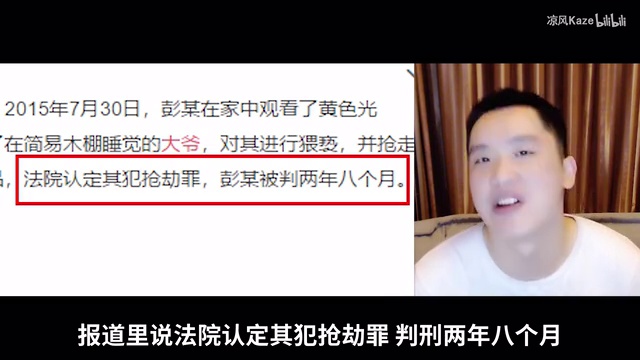 凉风Kaze bilibili
2015年7月30日，彭某在家中观看了黄色光
了在简易木棚睡觉的大爷，对其进行猥亵，并抢走
品，法院认定其犯抢劫罪，彭某被判两年八个月。
报道里说法院认定其犯抢劫罪 判刑两年八个月